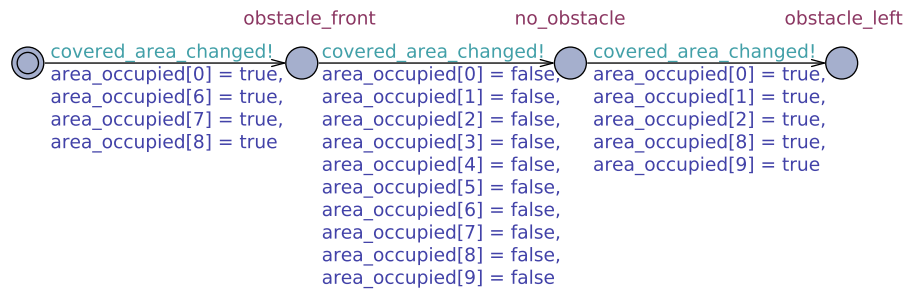 obstacle_front
no_obstacle
obstacle_left
covered_area_changed!
area_occupied[0] = true,
area_occupied[6] = true,
area_occupied[7] = true,
area_occupied[8] = true
covered_area_changed!
area_occupied[0] = false,
area_occupied[1] = false,
area_occupied[2] = false,
area_occupied[3] = false,
area_occupied[4] = false,
area_occupied[5] = false,
area_occupied[6] = false,
area_occupied[7] = false,
area_occupied[8] = false,
area_occupied[9] = false
covered_area_changed!
area_occupied[0] = true,
area_occupied[1] = true,
area_occupied[2] = true,
area_occupied[8] = true,
area_occupied[9] = true